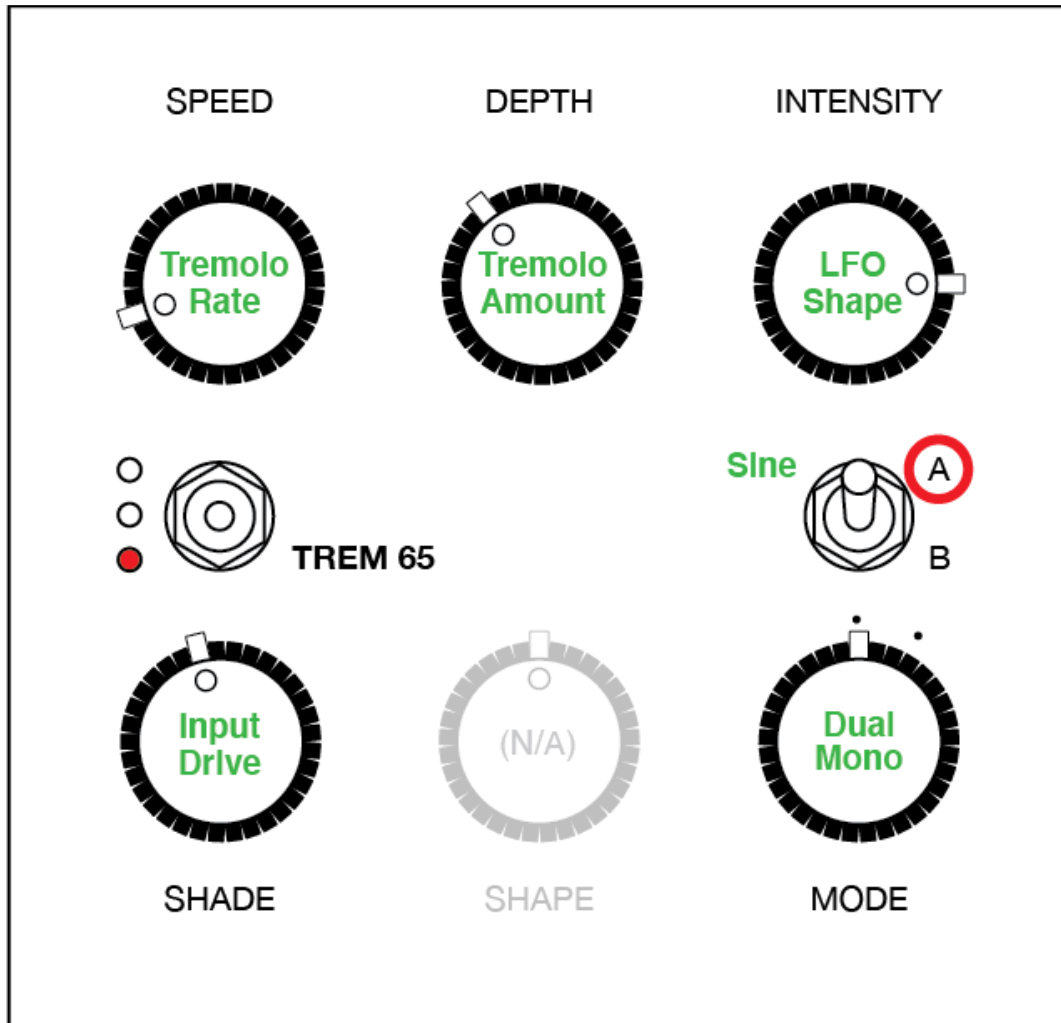 SPEED DEPTH INTENSITY
Tremolo
Rate
Tremolo
Amount
LFO
Shape
SIne
A
TREM 65
B
Input
DrIve
(N/A)
Dual
Mono
SHADE SHAPE MODE